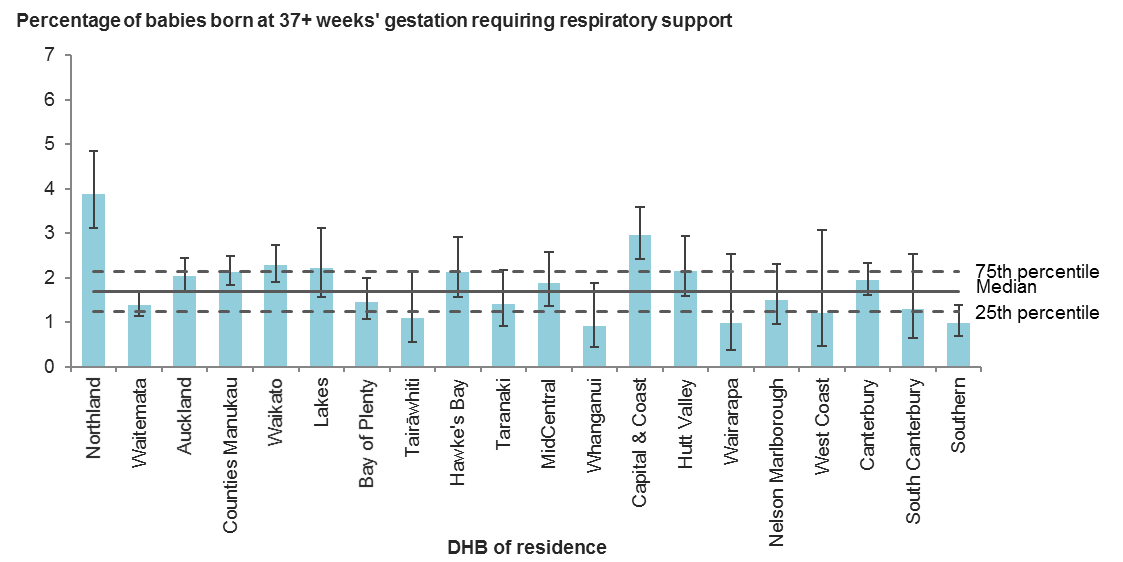 Percentage of babies born at 37+ weeks' gestation requiring respiratory support
7
6
5
4
3
2
1
0
75th percentile
Median
25th percentile
Northland
Waitemata
Auckland
Counties Manukau
Waikato
Lakes
Bay of Plenty
Tairāwhiti
Hawke's Bay
Taranaki
MidCentral
Whanganui
Capital & Coast
Hutt Valley
Wairarapa
Nelson Marlborough
West Coast
Canterbury
South Canterbury
Southern
DHB of residence